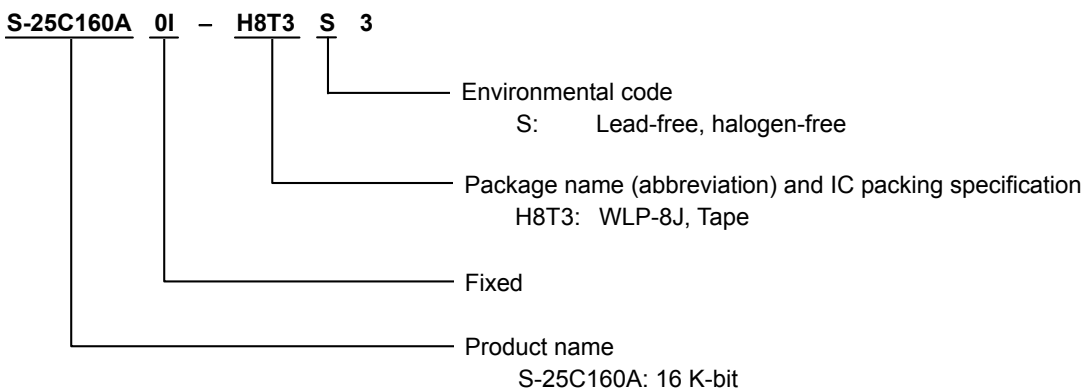 S-25C160A 0I – H8T3 S 3
Environmental code
S: Lead-free, halogen-free
Package name (abbreviation) and IC packing specification
H8T3: WLP-8J, Tape
Fixed
Product name
S-25C160A: 16 K-bit